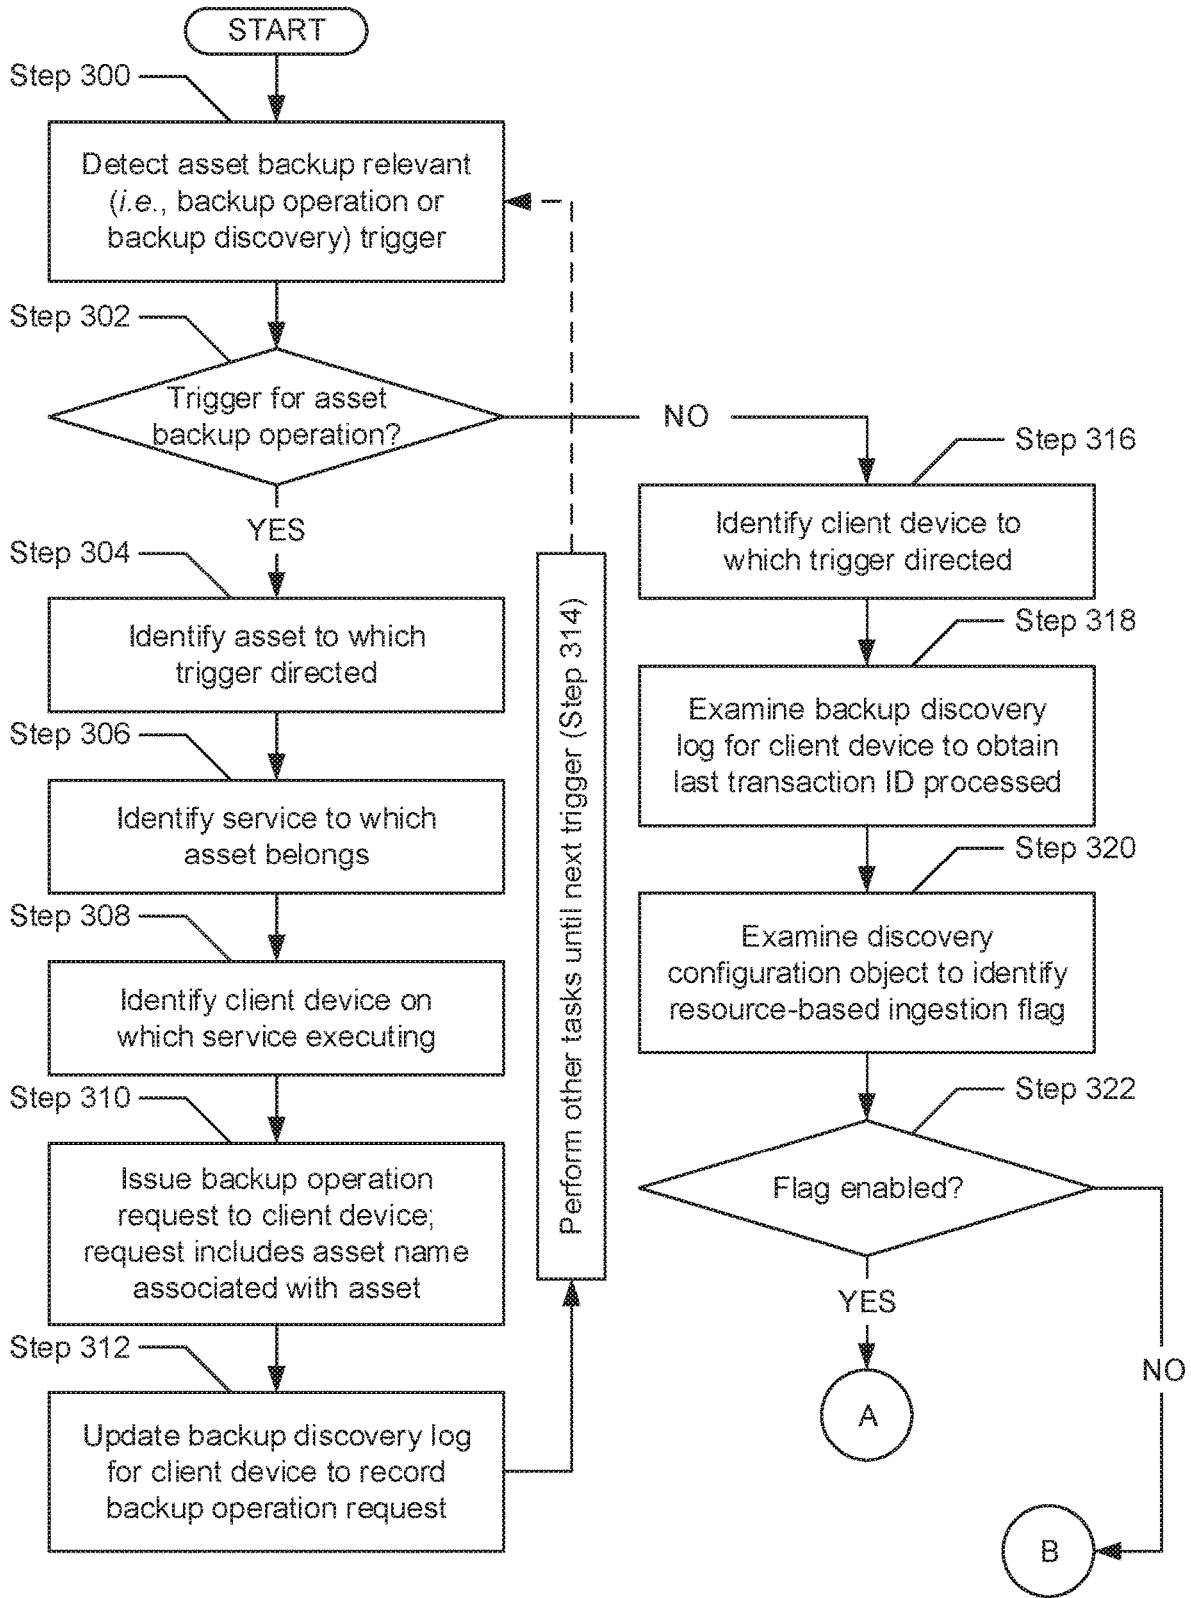 START
Step 300
Detect asset backup relevant
(i.e., backup operation or
backup discovery) trigger
Step 302
Trigger for asset
backup operation?
NO
YES
Step 304
Identify asset to which
trigger directed
Step 306
Identify service to which
asset belongs
Step 308
Identify client device on
which service executing
Step 310
Issue backup operation
request to client device;
request includes asset name
associated with asset
Step 312
Update backup discovery log
for client device to record
backup operation request
Perform other tasks until next trigger (Step 314)
Step 316
Identify client device to
which trigger directed
Step 318
Examine backup discovery
log for client device to obtain
last transaction ID processed
Step 320
Examine discovery
configuration object to identify
resource-based ingestion flag
Step 322
Flag enabled?
YES
NO
A
B